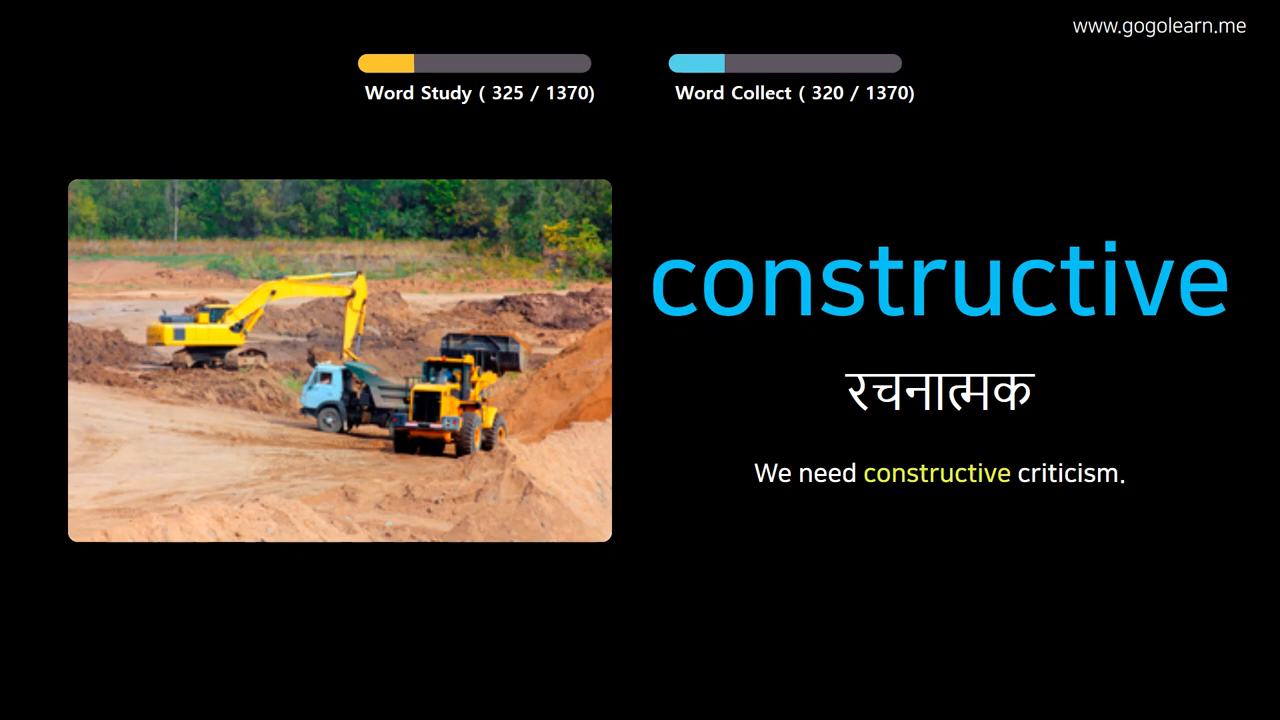 www.gogolearn.me
Word Study ( 325 / 1370)
Word Collect ( 320 / 1370)
constructive
रचनात्मक
We need constructive criticism.